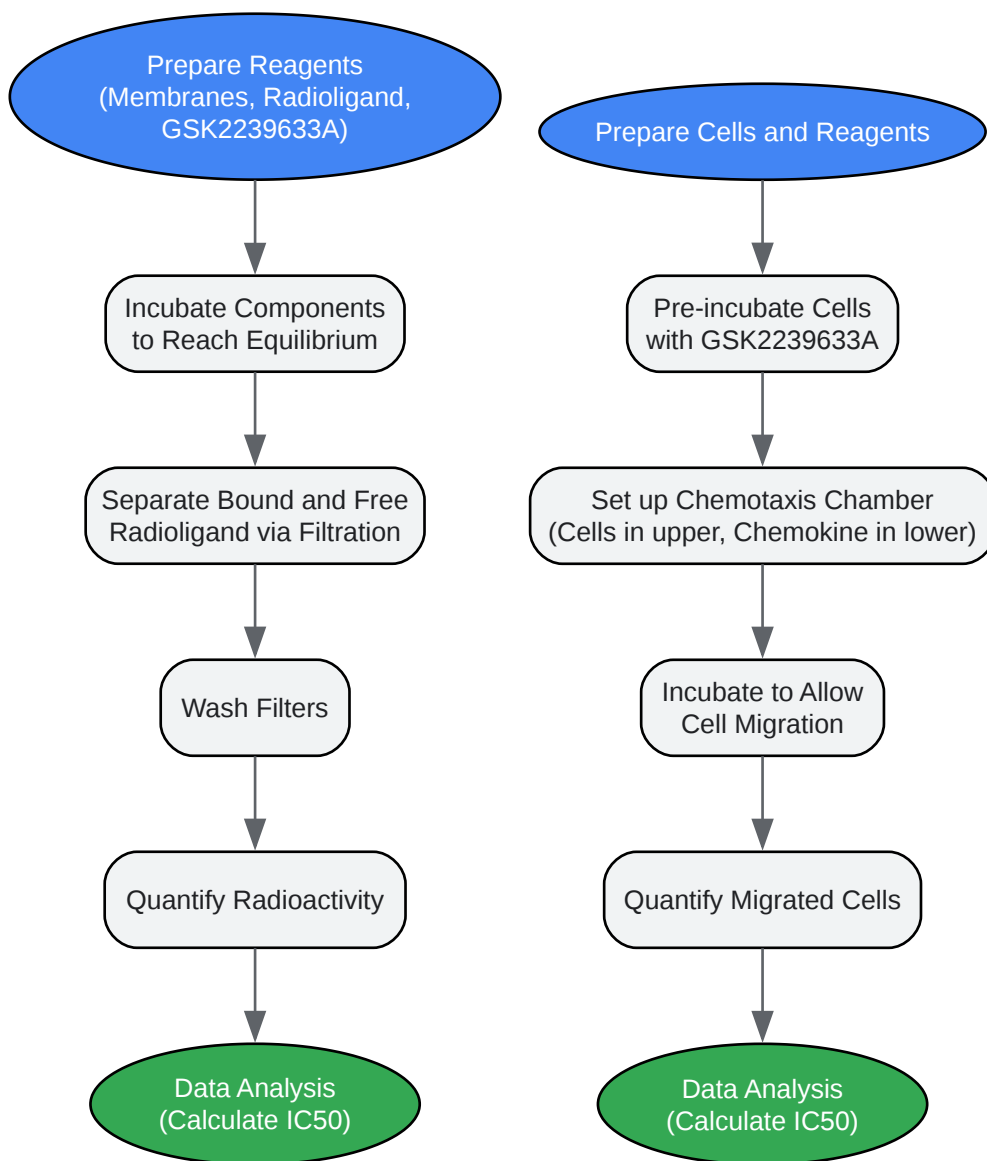 Prepare Reagents
(Membranes, Radioligand,
GSK2239633A)
Incubate Components
to Reach Equilibrium
Separate Bound and Free
Radioligand via Filtration
Wash Filters
Quantify Radioactivity
Data Analysis
(Calculate IC50)
Prepare Cells and Reagents
Pre-incubate Cells
with GSK2239633A
Set up Chemotaxis Chamber
(Cells in upper, Chemokine in lower)
Incubate to Allow
Cell Migration
Quantify Migrated Cells
Data Analysis
(Calculate IC50)